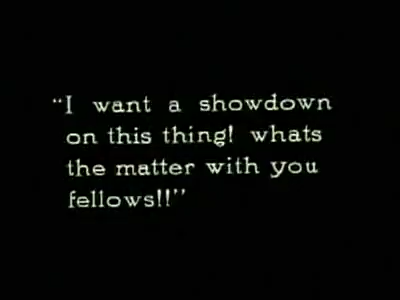 “I want a showdown
on this thing! whats
the matter with you
fellows!!”